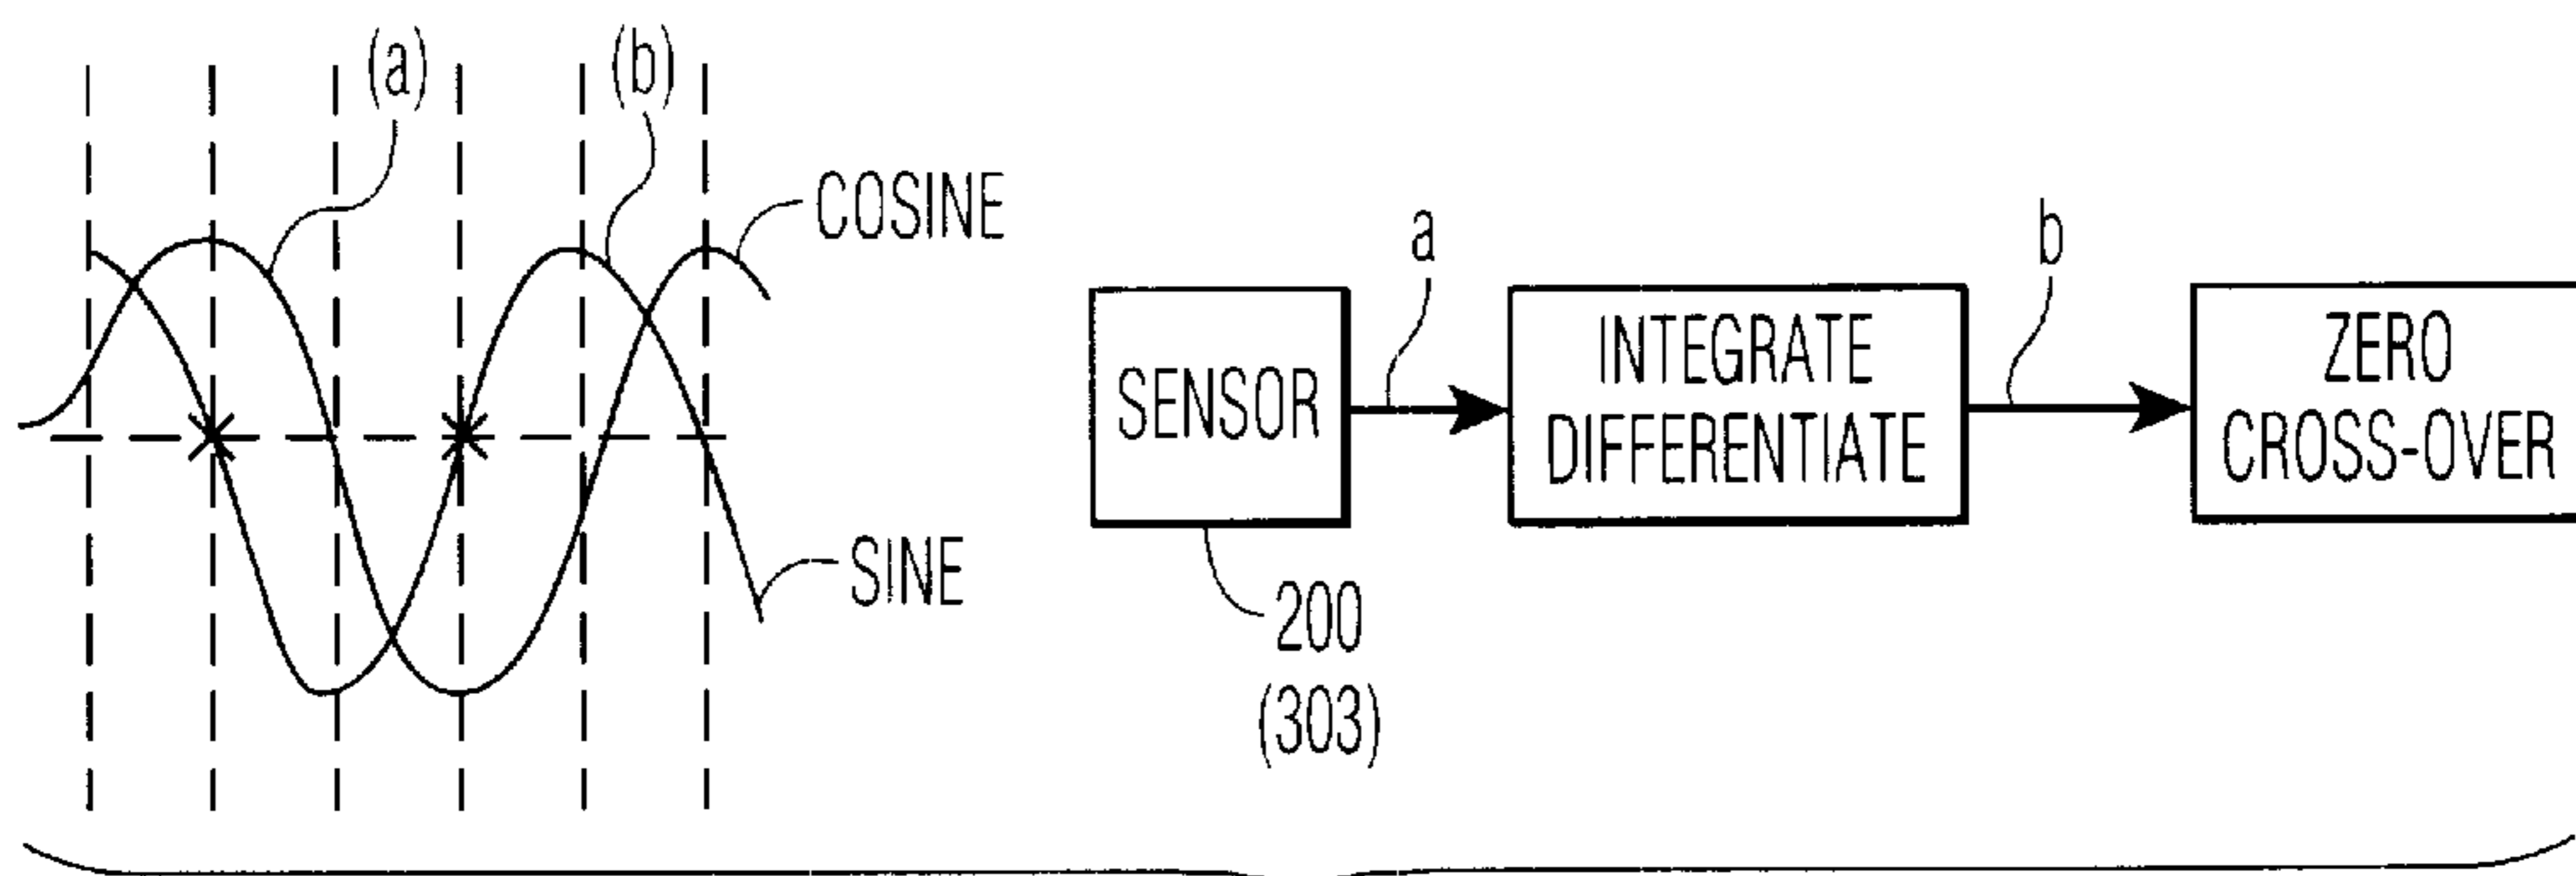 (a)
(b)
COSINE
SINE
a
b
SENSOR
INTEGRATE
DIFFERENTIATE
ZERO
CROSS-OVER
200
(303)